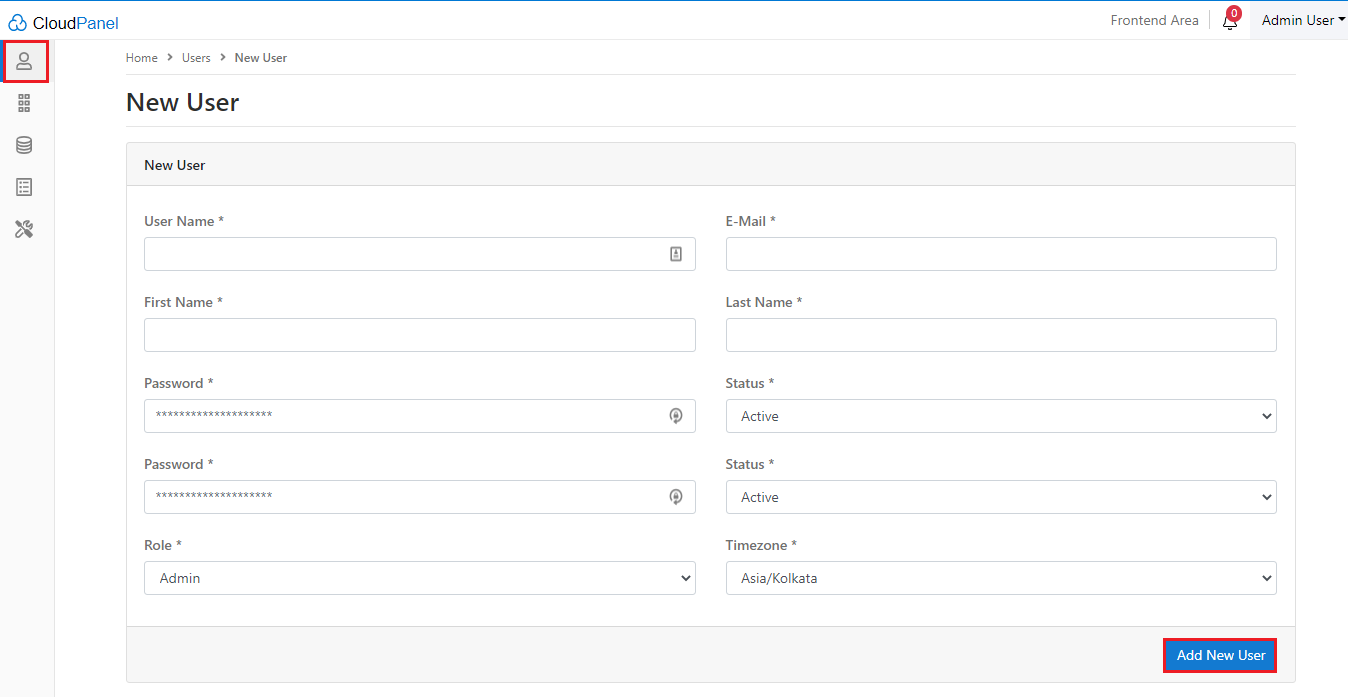 CloudPanel
Frontend Area
0
Admin User
Home > Users > New User
New User
New User
User Name * E-Mail *
First Name * Last Name *
Password * Status *
******************** Active
Password * Status *
******************** Active
Role * Timezone *
Admin Asia/Kolkata
Add New User